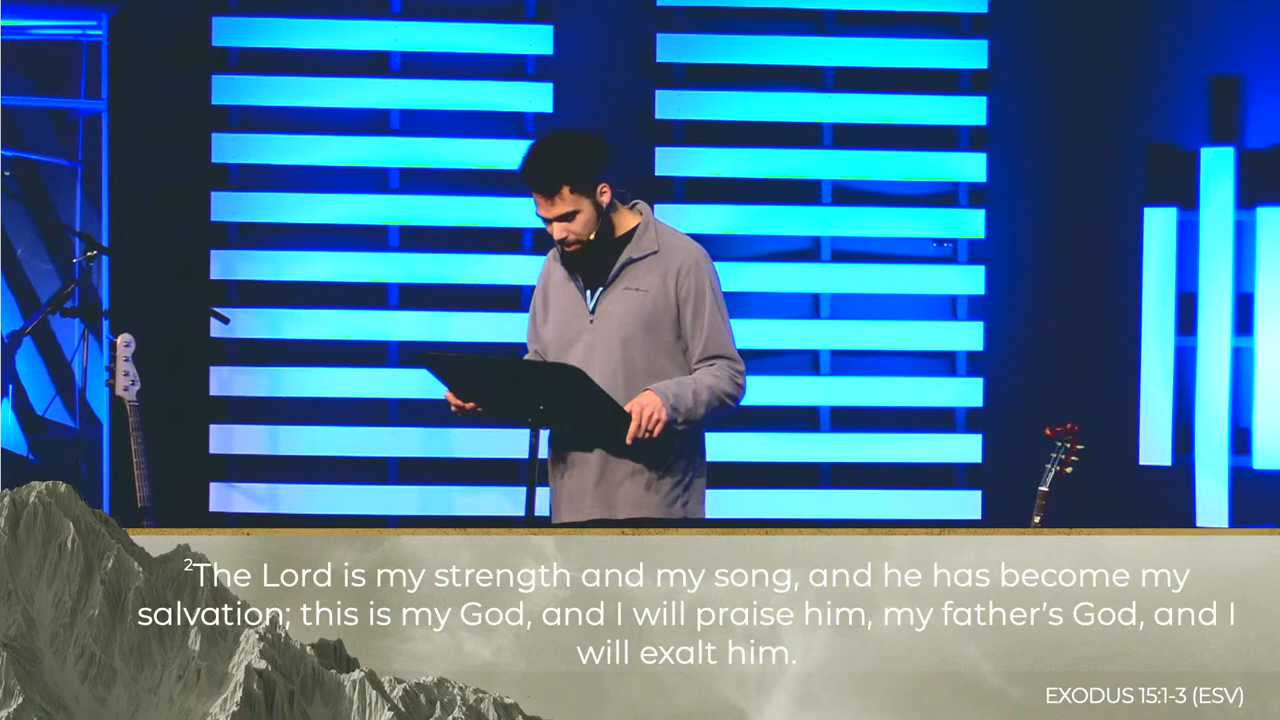 ²The Lord is my strength and my song, and he has become my
salvation; this is my God, and I will praise him, my father's God, and I
will exalt him.
EXODUS 15:1-3 (ESV)